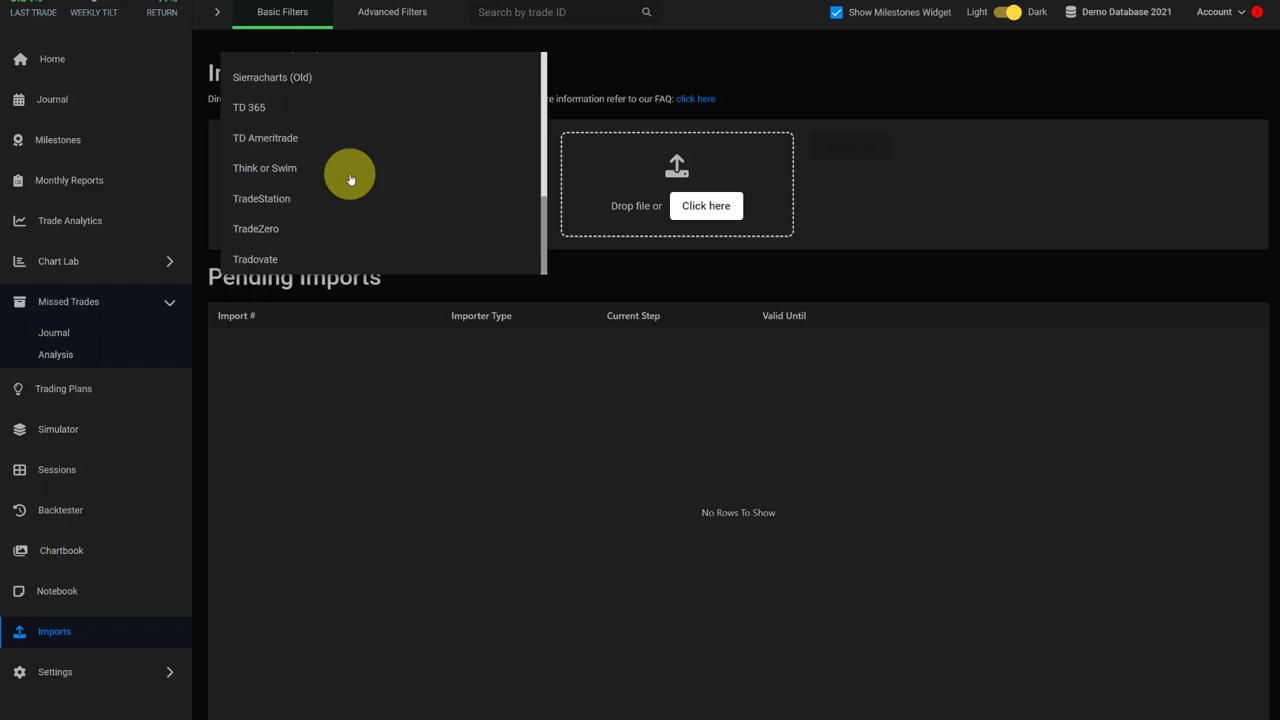 LAST TRADE WEEKLY TILT RETURN
Basic Filters
Advanced Filters
Search by trade ID
Show Milestones Widget
Light Dark
Demo Database 2021
Account
Home
Journal
Milestones
Monthly Reports
Trade Analytics
Chart Lab
Missed Trades
Journal
Analysis
Trading Plans
Simulator
Sessions
Backtester
Chartbook
Notebook
Imports
Settings
re information refer to our FAQ: click here
Sierracharts (Old)
TD 365
TD Ameritrade
Think or Swim
TradeStation
TradeZero
Tradovate
Drop file or Click here
Pending Imports
Import # Importer Type Current Step Valid Until
No Rows To Show